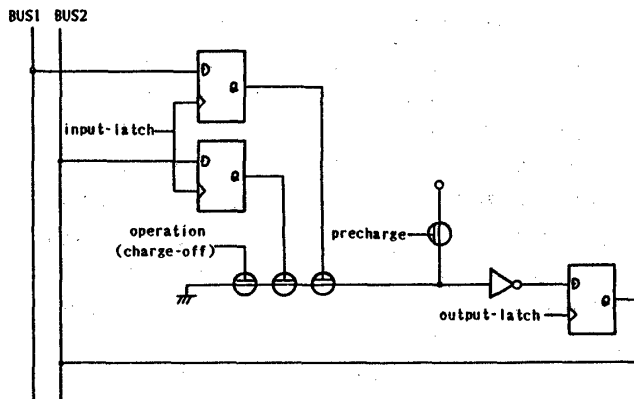 BUS1 BUS2
D
Q
input-latch
D
Q
operation
(charge-off)
precharge
D
Q
output-latch